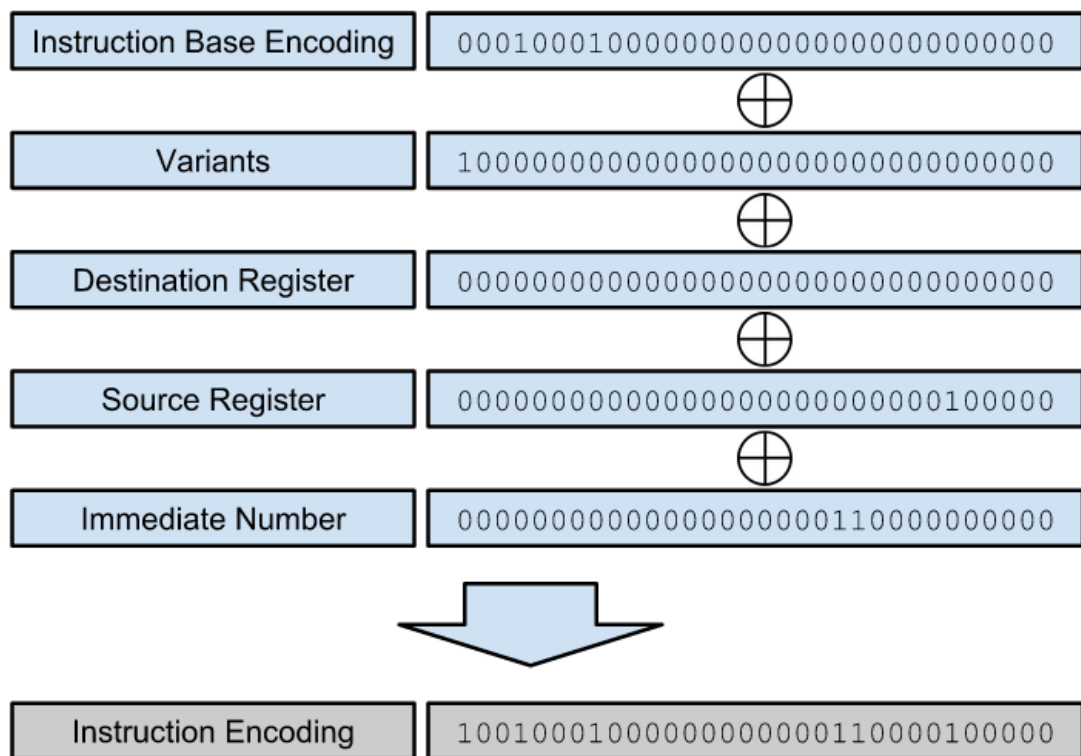 Instruction Base Encoding 00010001000000000000000000000000
Variants 10000000000000000000000000000000
Destination Register 00000000000000000000000000000000
Source Register 00000000000000000000000000100000
Immediate Number 00000000000000000000110000000000
Instruction Encoding 10010001000000000000110000100000